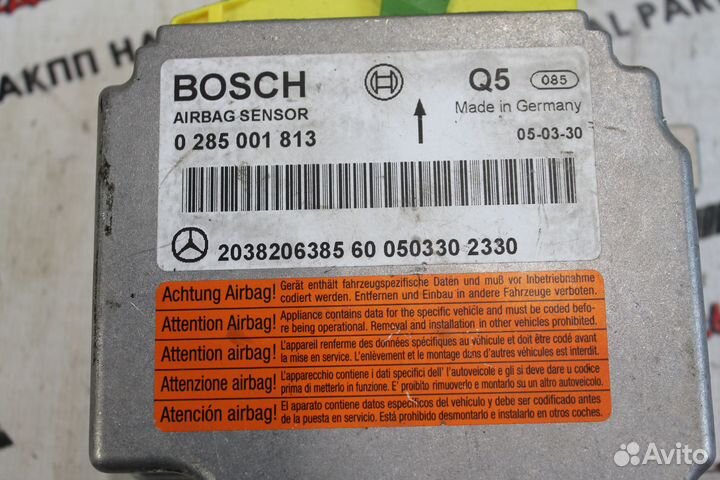 BOSCH
Q5 085
AIRBAG SENSOR
Made in Germany
0 285 001 813
05-03-30
2038206385 60 050330 2330
Achtung Airbag! Gerät enthält fahrzeugspezifische Daten und muß vor Inbetriebnahme
codiert werden. Entfernen und Einbau in andere Fahrzeuge verboten.
Attention Airbag! Appliance contains data for the specific vehicle and must be coded befo-
re being operational. Removal and installation in other vehicles prohibited.
Attention airbag! L'appareil renferme des données spécifiques au véhicule et doit être codé avant
la mise en service. L'enlèvement et le montage dans d'autres véhicules est interdit.
Attenzione airbag! L'apparecchio contiene i dati specifici dell' l'autoveicolo e gli si deve dare u codice
prima di metterlo in funzione. E' proibito rimuoverlo e montarlo su un altro autoveicolo.
Atención airbag! El aparato contiene datos específicos del vehículo y debe ser codificado antes
de la puesta en servicio. Está prohibido desmontarlo e instalarlo en otros coches.
Avito